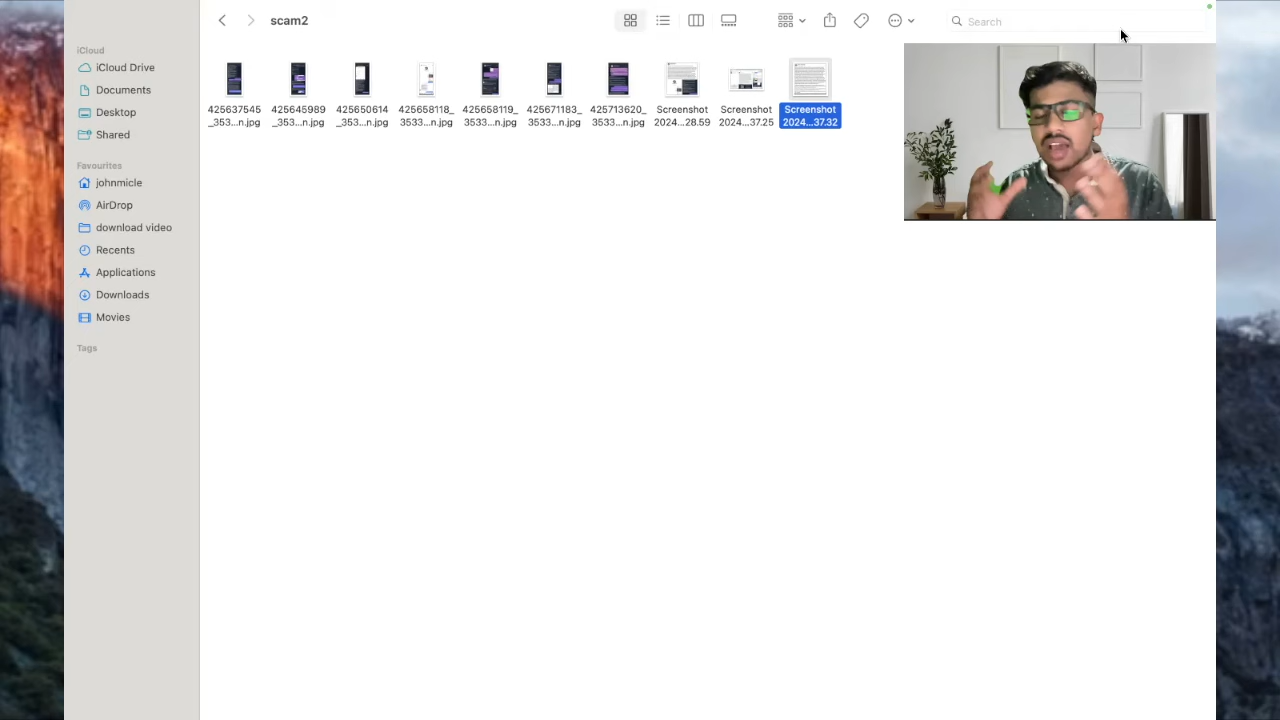 scam2
Search
iCloud
iCloud Drive
Documents
Desktop
Shared
Favourites
johnmicle
AirDrop
download video
Recents
Applications
Downloads
Movies
Tags
425637545
_353...n.jpg
425645989
_353...n.jpg
425650614
_353...n.jpg
425658118_
3533...n.jpg
425658119_
3533...n.jpg
425671183_
3533...n.jpg
425713620_
3533...n.jpg
Screenshot
2024...28.59
Screenshot
2024...37.25
Screenshot
2024...37.32